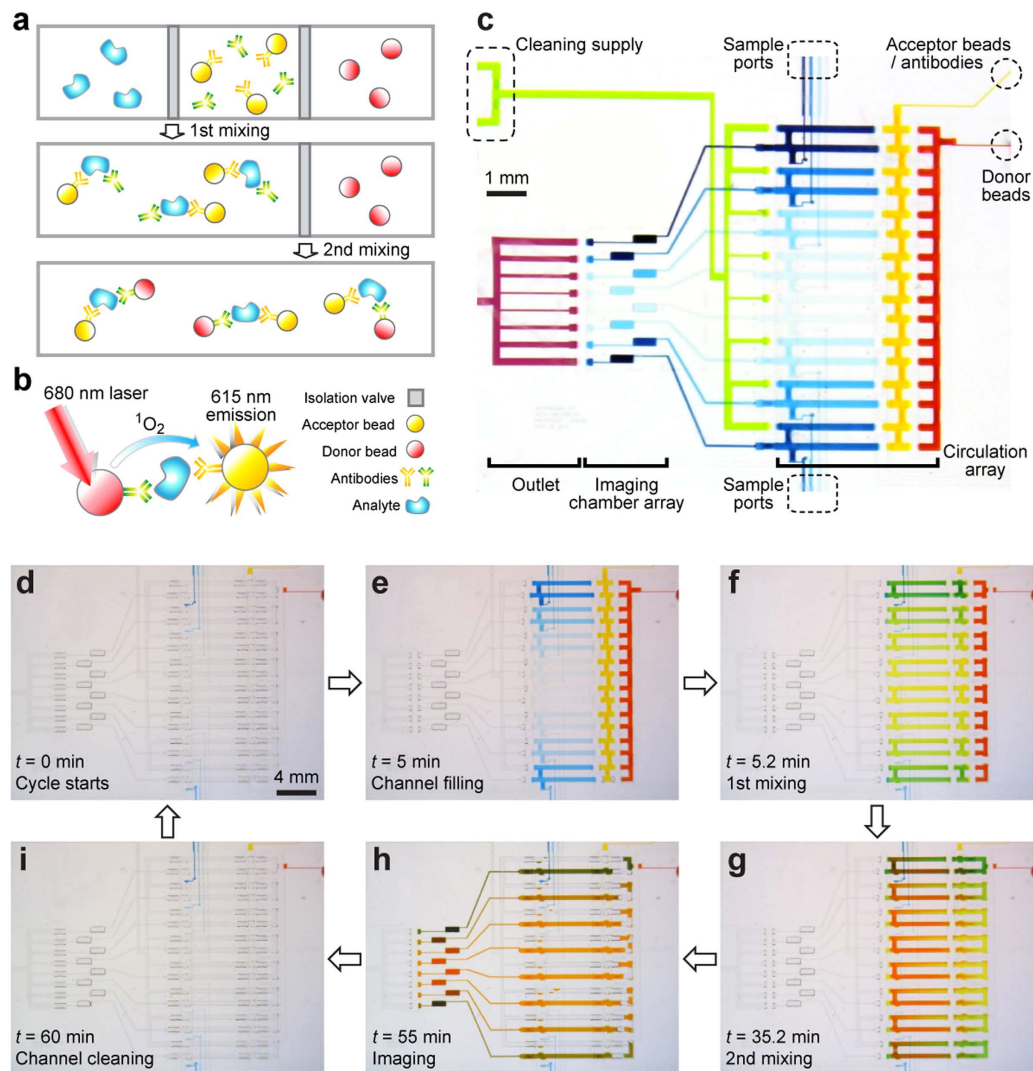 a
1st mixing
2nd mixing
b
680 nm laser
¹O₂
615 nm
emission
Isolation valve
Acceptor bead
Donor bead
Antibodies
Analyte
c
Cleaning supply
Sample
ports
Acceptor beads
/ antibodies
Donor
beads
1 mm
Outlet
Imaging
chamber array
Sample
ports
Circulation
array
d
t = 0 min
Cycle starts
4 mm
e
t = 5 min
Channel filling
f
t = 5.2 min
1st mixing
i
t = 60 min
Channel cleaning
h
t = 55 min
Imaging
g
t = 35.2 min
2nd mixing